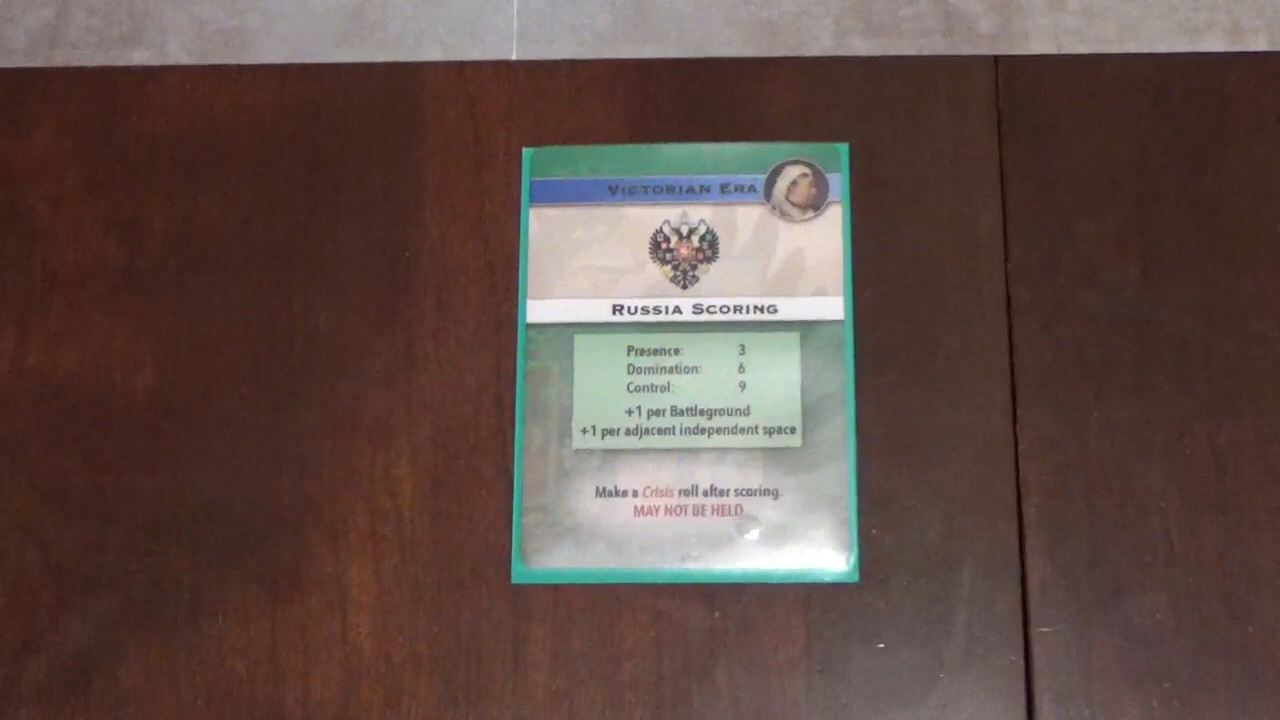 VICTORIAN ERA
RUSSIA SCORING
Presence: 3
Domination: 6
Control: 9
+1 per Battleground
+1 per adjacent independent space
Make a Crisis roll after scoring.
MAY NOT BE HELD